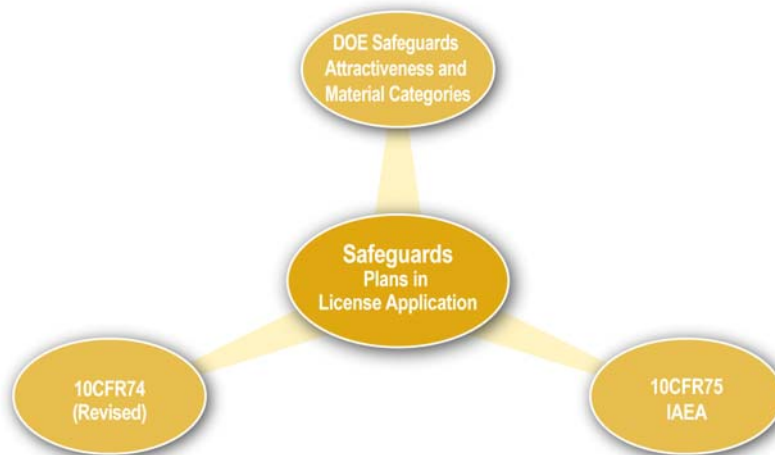 DOE Safeguards
Attractiveness and
Material Categories
Safeguards
Plans in
License Application
10CFR74
(Revised)
10CFR75
IAEA